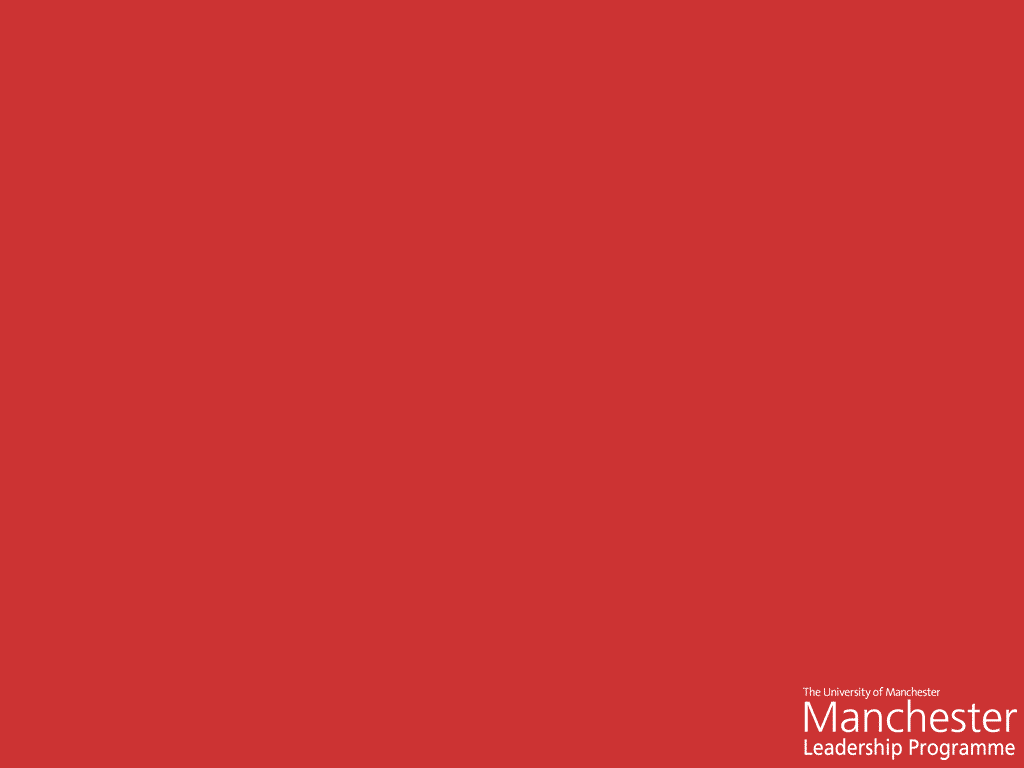 The University of Manchester
Manchester
Leadership Programme